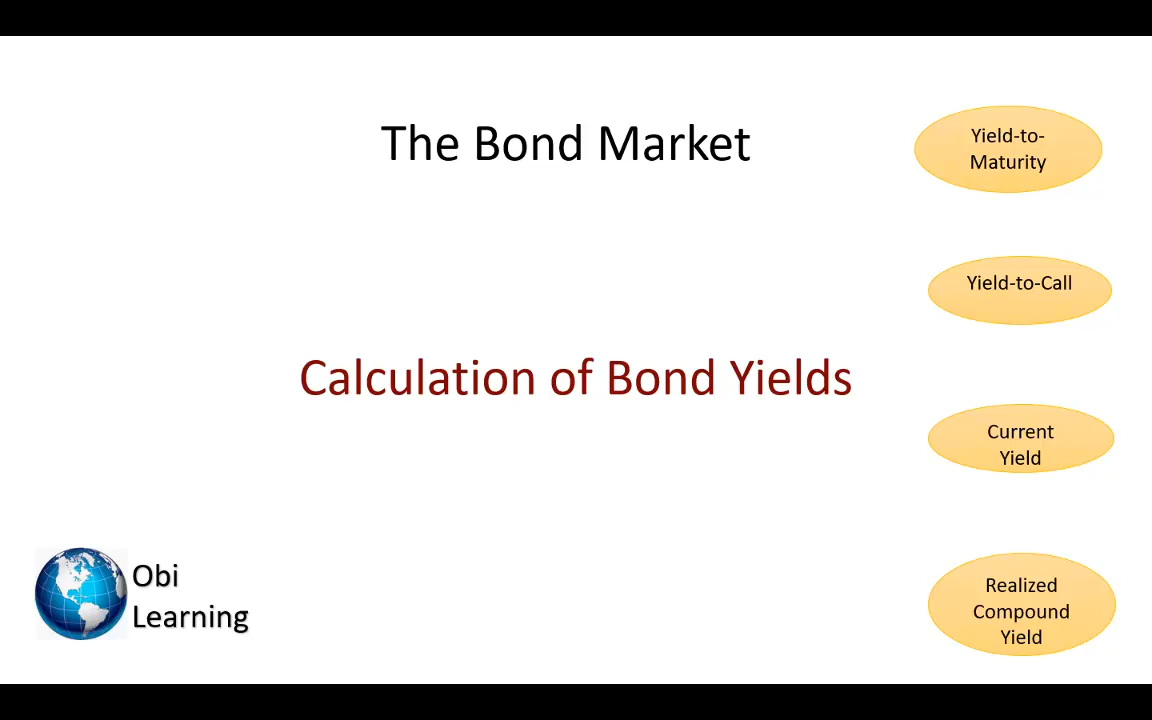 The Bond Market
Yield-to-
Maturity
Yield-to-Call
Calculation of Bond Yields
Current
Yield
Obi
Learning
Realized
Compound
Yield